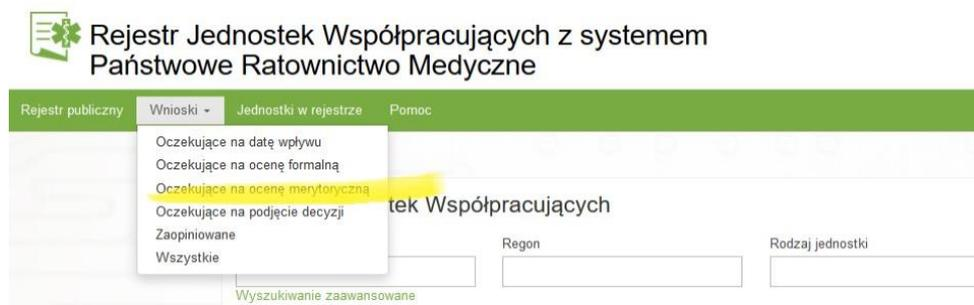 Rejestr Jednostek Współpracujących z systemem
Państwowe Ratownictwo Medyczne
Rejestr publiczny Wnioski Jednostki w rejestrze Pomoc
Oczekujące na datę wpływu
Oczekujące na ocenę formalną
Oczekujące na ocenę merytoryczną
Oczekujące na podjęcie decyzji
Zaopiniowane
Wszystkie
tek Współpracujących
Regon Rodzaj jednostki
Wyszukiwanie zaawansowane